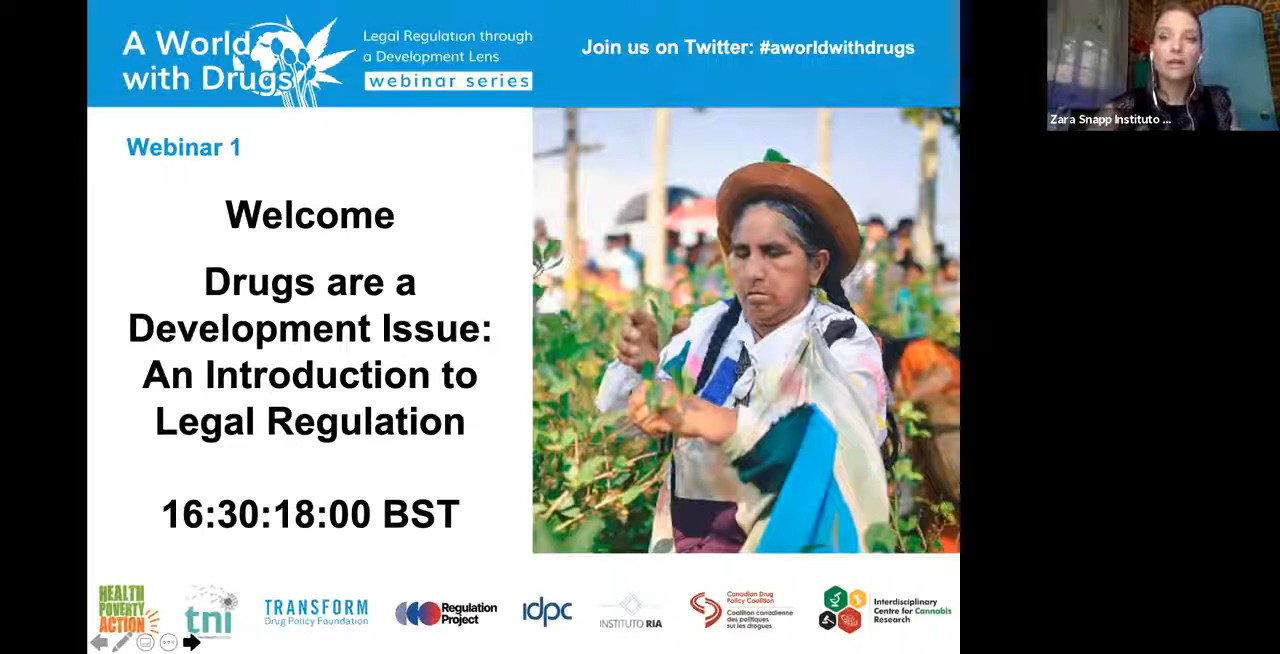 A World
with Drugs
Legal Regulation through
a Development Lens
webinar series
Join us on Twitter: #aworldwithdrugs
Zara Snapp Instituto ...
Webinar 1
Welcome
Drugs are a
Development Issue:
An Introduction to
Legal Regulation
16:30:18:00 BST
HEALTH
POVERTY
ACTION
tni
TRANSFORM
Drug Policy Foundation
Regulation
Project
idpc
INSTITUTO RIA
Canadian Drug
Policy Coalition
Coalition canadienne
des politiques
sur les drogues
Interdisciplinary
Centre for Cannabis
Research